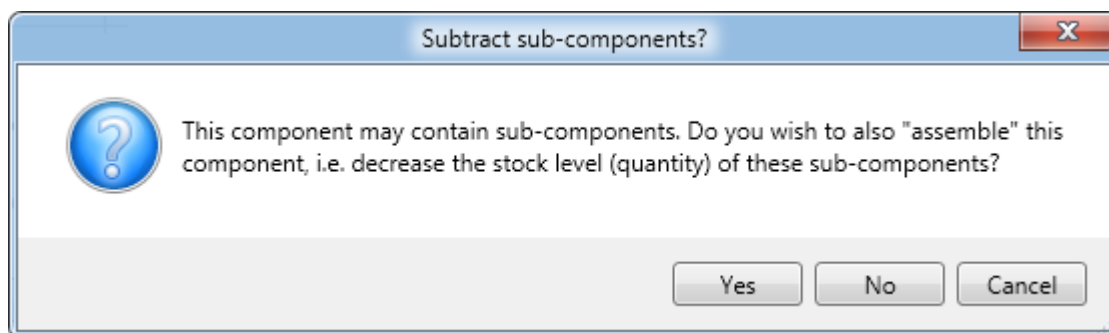 Subtract sub-components?
This component may contain sub-components. Do you wish to also "assemble" this
component, i.e. decrease the stock level (quantity) of these sub-components?
Yes No Cancel